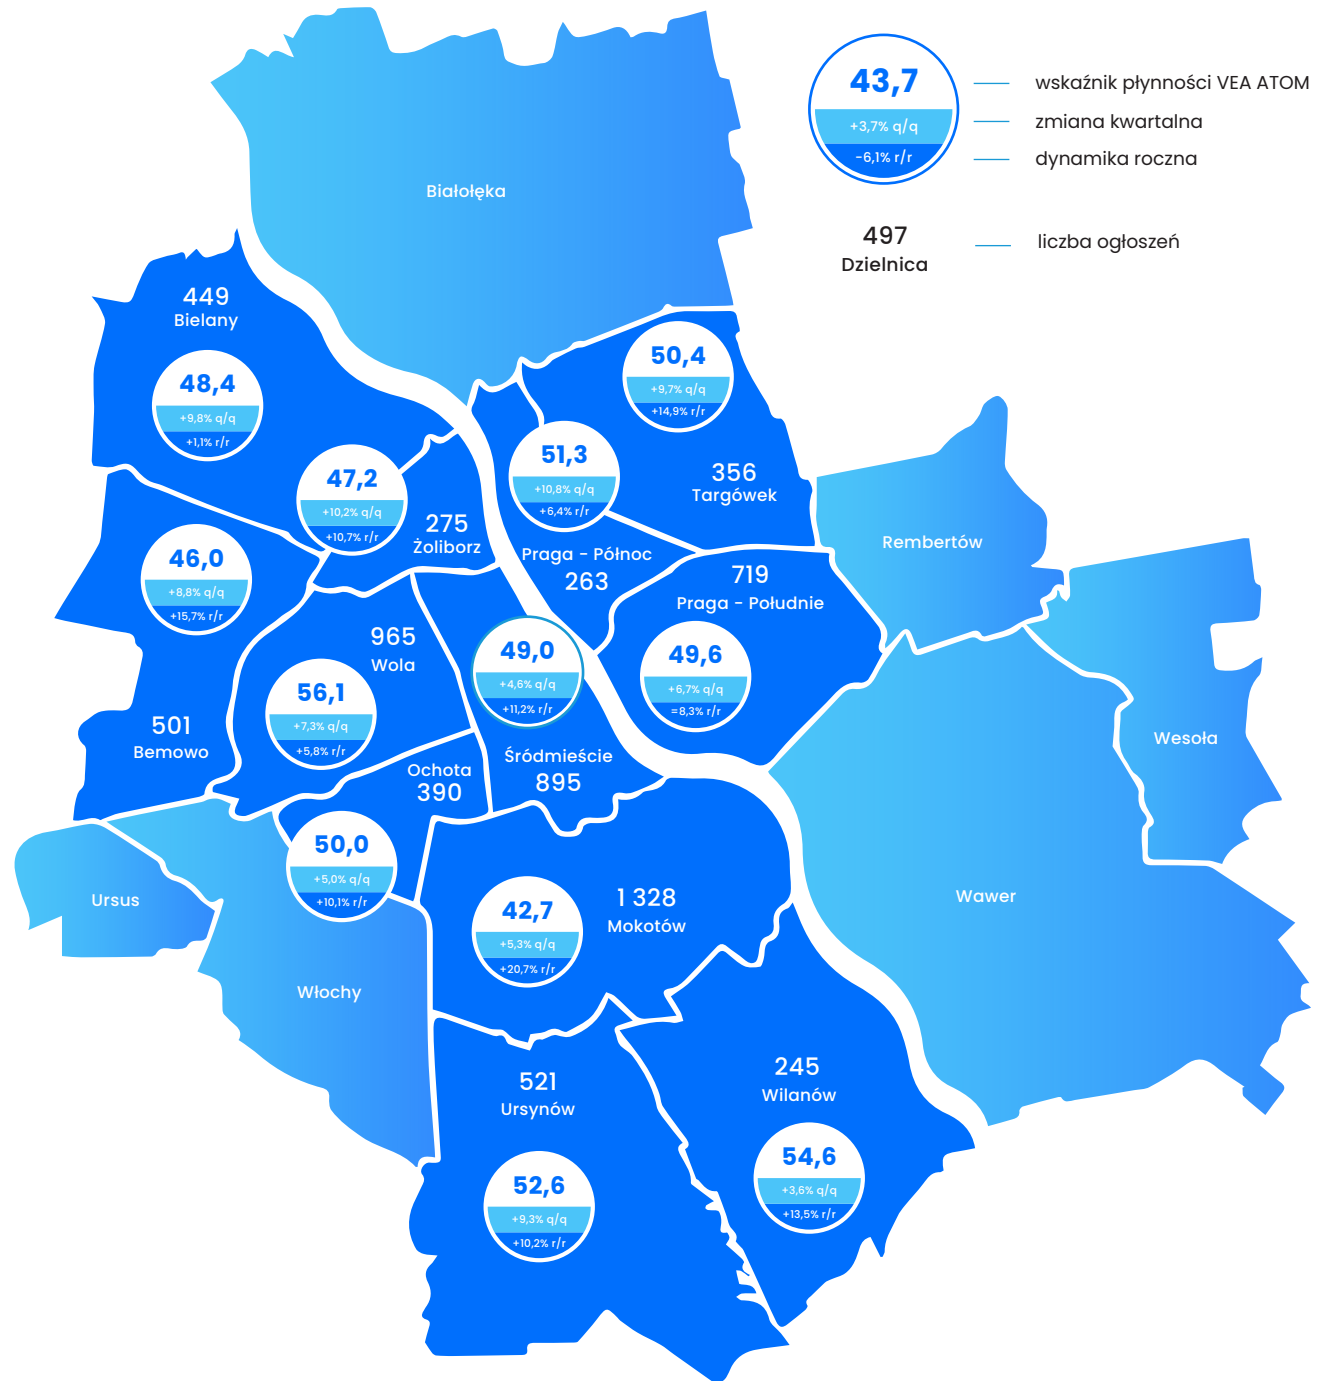 43,7
+3,7% q/q
-6,1% r/r
wskaźnik płynności VEA ATOM
zmiana kwartalna
dynamika roczna
497
Dzielnica
liczba ogłoszeń
Białołęka
449
Bielany
48,4
+9,8% q/q
+1,1% r/r
50,4
+9,7% q/q
+14,9% r/r
356
Targówek
51,3
+10,8% q/q
+6,4% r/r
Praga - Północ
263
47,2
+10,2% q/q
+10,7% r/r
275
Żoliborz
46,0
+8,8% q/q
+15,7% r/r
501
Bemowo
Rembertów
719
Praga - Południe
49,6
+6,7% q/q
=8,3% r/r
965
Wola
56,1
+7,3% q/q
+5,8% r/r
49,0
+4,6% q/q
+11,2% r/r
Śródmieście
895
Wesoła
Ochota
390
50,0
+5,0% q/q
+10,1% r/r
Ursus
Włochy
42,7
+5,3% q/q
+20,7% r/r
1 328
Mokotów
Wawer
521
Ursynów
52,6
+9,3% q/q
+10,2% r/r
245
Wilanów
54,6
+3,6% q/q
+13,5% r/r